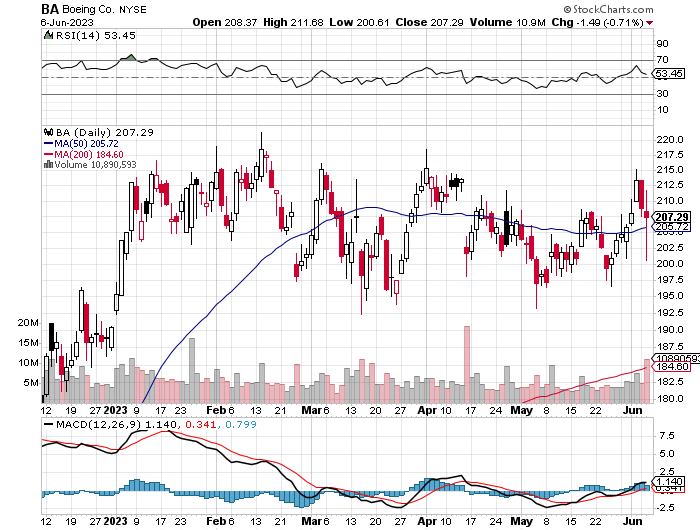 BA Boeing Co. NYSE
© StockCharts.com
6-Jun-2023
Open 208.37 High 211.68 Low 200.61 Close 207.29 Volume 10.9M Chg -1.49 (-0.71%)
RSI(14) 53.45
90
70
53.45
30
10
BA (Daily) 207.29
MA(50) 205.72
MA(200) 184.60
Volume 10,890,593
220.0
217.5
215.0
212.5
210.0
207.29
205.72
202.5
200.0
197.5
195.0
192.5
190.0
187.5
10890593
184.60
182.5
180.0
20M
15M
10M
5M
12 19 27 2023 9 17 23 Feb 6 13 21 Mar 6 13 20 27 Apr 10 17 24 May 8 15 22 Jun
MACD(12,26,9) 1.140, 0.341, 0.799
7.5
5.0
2.5
1.140
0.341
-2.5
12 19 27 2023 9 17 23 Feb 6 13 21 Mar 6 13 20 27 Apr 10 17 24 May 8 15 22 Jun